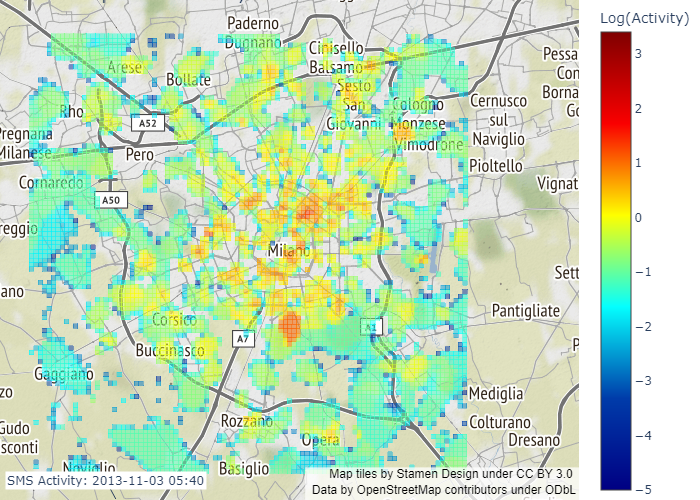 Paderno
Dugnano
Cinisello
Balsamo
Arese
Bollate
Sesto
San
Giovanni
Cologno
Monzese
Vimodrone
Cernusco
sul
Naviglio
Pessa
Con
Borna
Go
Rho
A52
Pregnana
Milanese
Pero
Pioltello
Cornaredo
Vignat
A50
reggio
Milano
Sett
ano
Corsico
A7
A1
Pantigliate
P
Buccinasco
Gaggiano
Mediglia
zo
Gudo
sconti
Rozzano
Opera
Colturano
Dresano
Noviglio
Basiglio
SMS Activity: 2013-11-03 05:40
Map tiles by Stamen Design under CC BY 3.0
Data by OpenStreetMap contributors under ODbL
Log(Activity)
3
2
1
0
−1
−2
−3
−4
−5